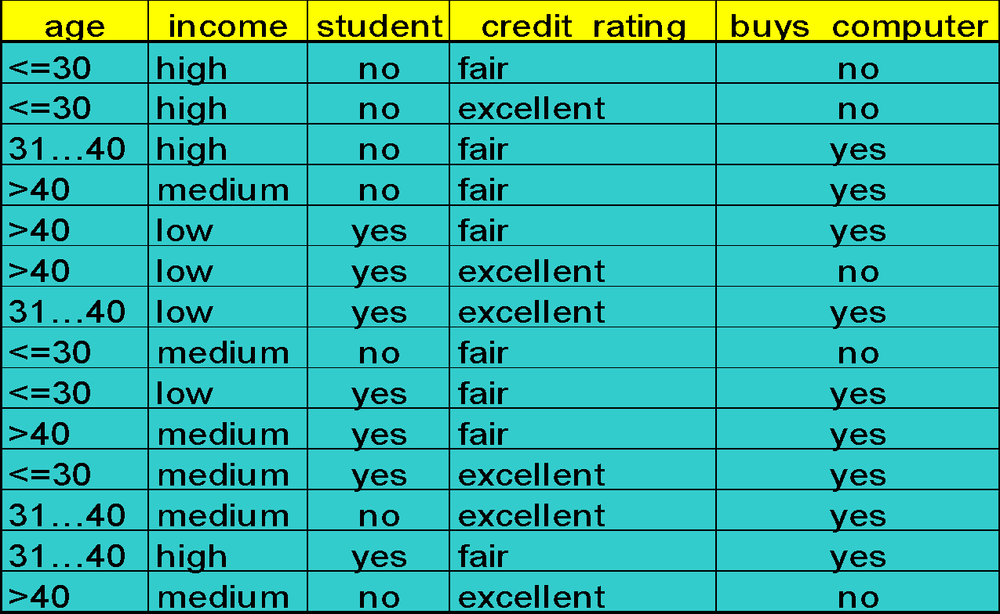 age income student credit rating buys computer
<=30 high no fair no
<=30 high no excellent no
31…40 high no fair yes
>40 medium no fair yes
>40 low yes fair yes
>40 low yes excellent no
31…40 low yes excellent yes
<=30 medium no fair no
<=30 low yes fair yes
>40 medium yes fair yes
<=30 medium yes excellent yes
31…40 medium no excellent yes
31…40 high yes fair yes
>40 medium no excellent no